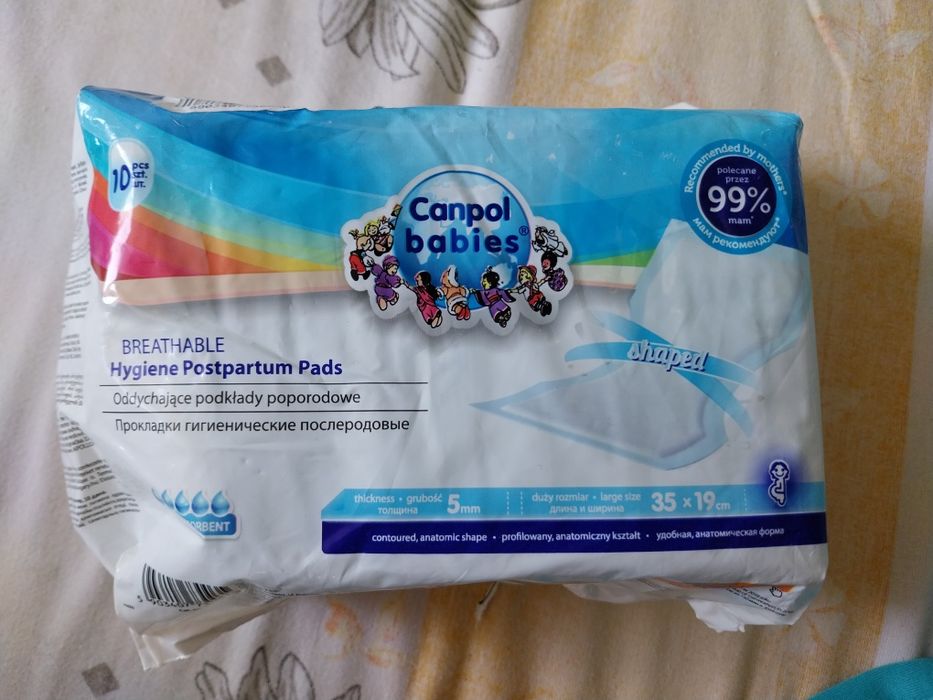 10 pcs
szt.
шт.
Canpol
babies®
Recommended by mothers*
polecane
przez
99%
mam*
мам рекомендуют*
BREATHABLE
Hygiene Postpartum Pads
Oddychające podkłady poporodowe
Прокладки гигиенические послеродовые
shaped
thickness • grubość
толщина
5mm
duży rozmiar • large size
длина и ширина
35 x 19 cm
contoured, anatomic shape • profilowany, anatomiczny kształt • удобная, анатомическая форма